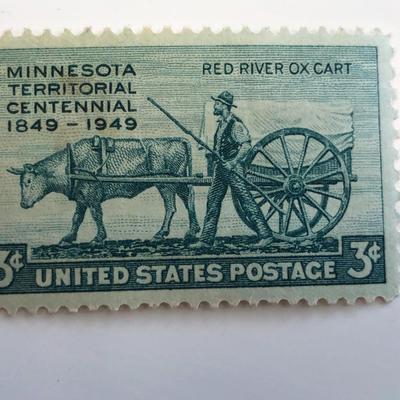 MINNESOTA
TERRITORIAL
CENTENNIAL
1849-1949
RED RIVER OX CART
3¢ UNITED STATES POSTAGE 3¢